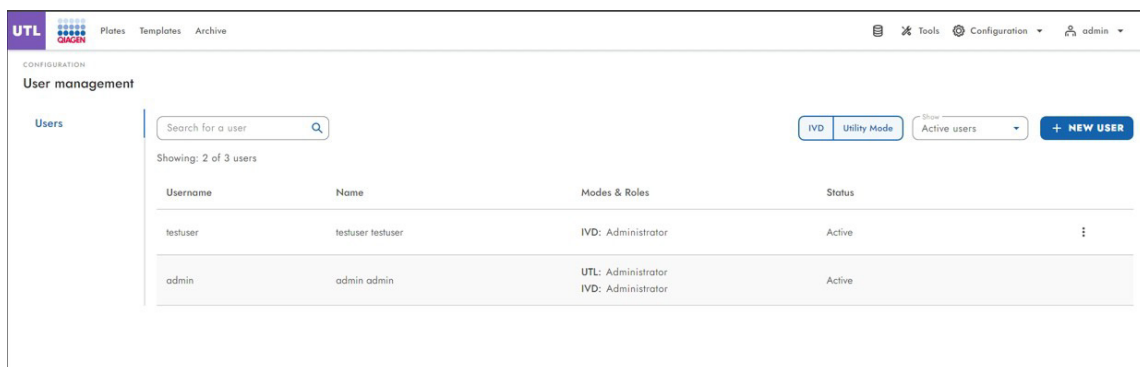 UTL QIAGEN Plates Templates Archive Tools Configuration admin
CONFIGURATION
User management
Users
Search for a user
IVD Utility Mode Show Active users + NEW USER
Showing: 2 of 3 users
Username Name Modes & Roles Status
testuser testuser testuser IVD: Administrator Active
UTL: Administrator
admin admin admin Active
IVD: Administrator